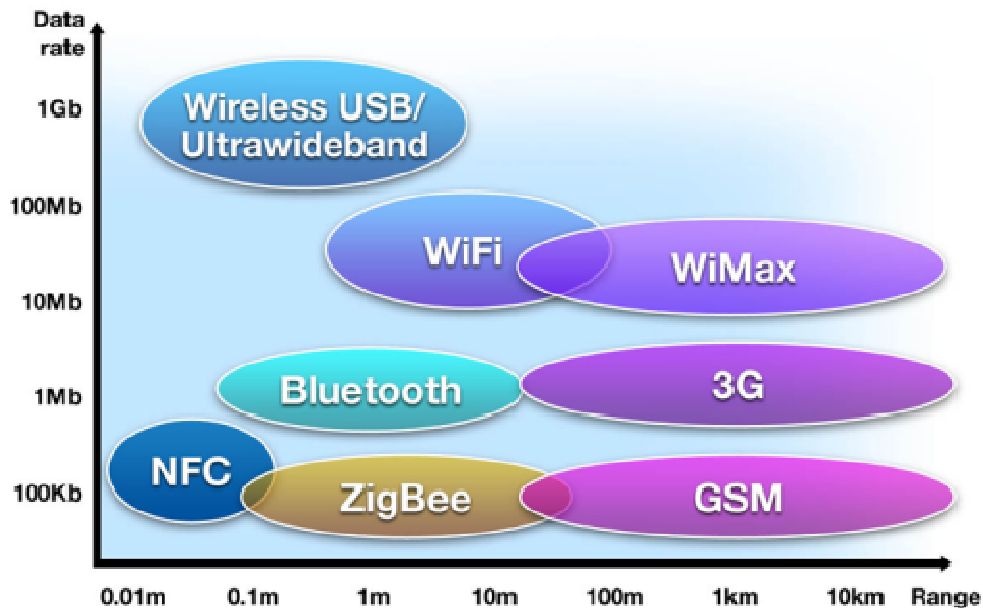 Data
rate
1Gb
100Mb
10Mb
1Mb
100Kb
Wireless USB/
Ultrawideband
WiFi
WiMax
Bluetooth
3G
NFC
ZigBee
GSM
0.01m 0.1m 1m 10m 100m 1km 10km Range